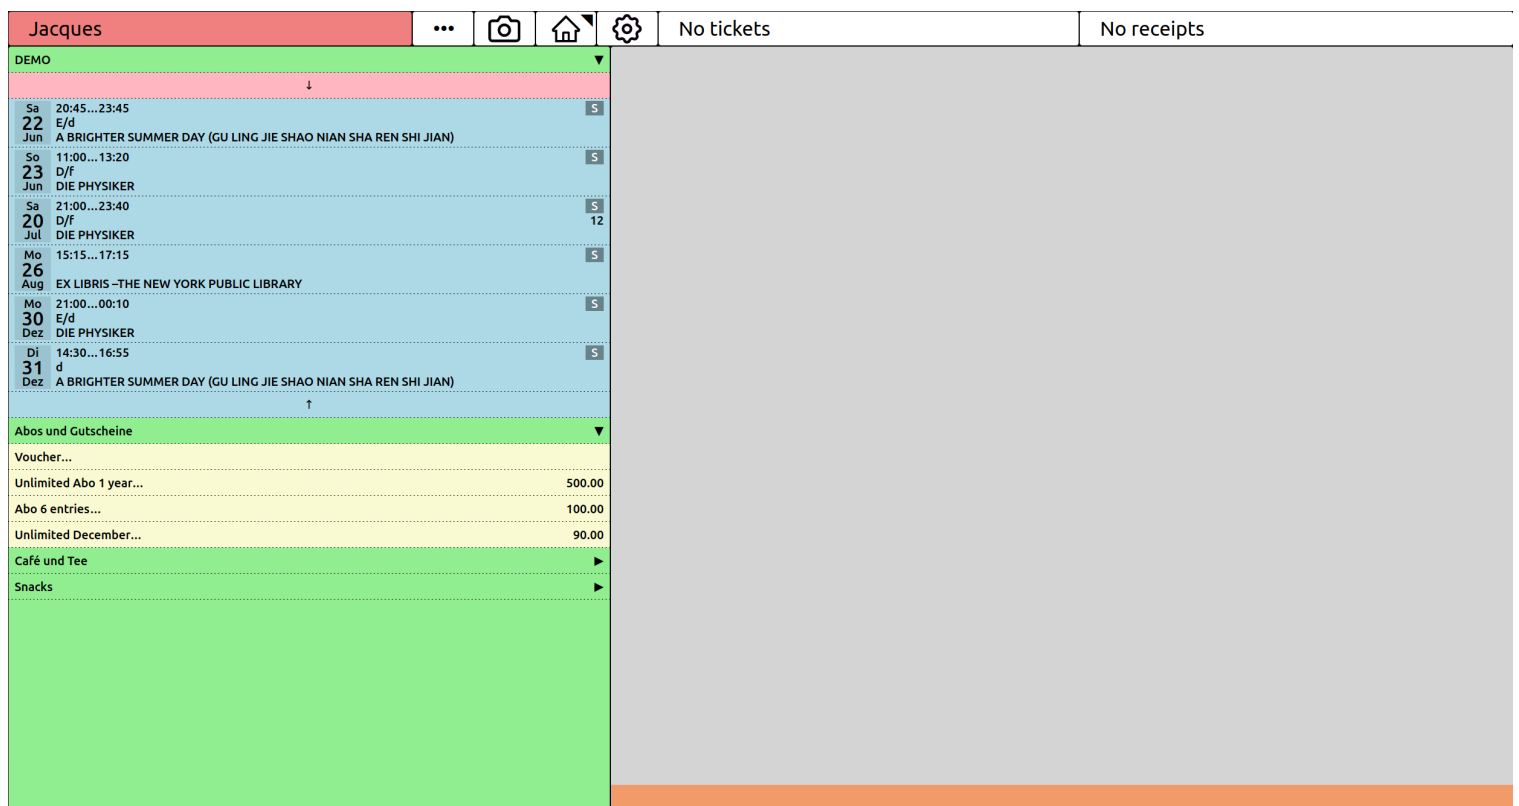 Jacques
No tickets
No receipts
DEMO ▼
↓
Sa 20:45...23:45 S
22 E/d
Jun A BRIGHTER SUMMER DAY (GU LING JIE SHAO NIAN SHA REN SHI JIAN)
So 11:00...13:20 S
23 D/f
Jun DIE PHYSIKER
Sa 21:00...23:40 S
20 D/f 12
Jul DIE PHYSIKER
Mo 15:15...17:15 S
26
Aug EX LIBRIS –THE NEW YORK PUBLIC LIBRARY
Mo 21:00...00:10 S
30 E/d
Dez DIE PHYSIKER
Di 14:30...16:55 S
31 d
Dez A BRIGHTER SUMMER DAY (GU LING JIE SHAO NIAN SHA REN SHI JIAN)
↑
Abos und Gutscheine ▼
Voucher...
Unlimited Abo 1 year... 500.00
Abo 6 entries... 100.00
Unlimited December... 90.00
Café und Tee ▶
Snacks ▶